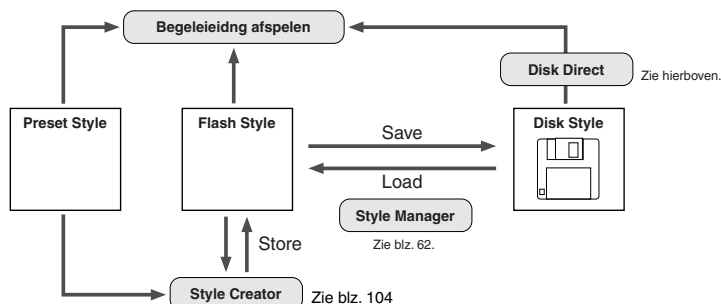 Begeleieidng afspelen
Disk Direct
Zie hierboven.
Preset Style
Flash Style
Disk Style
Save
Load
Style Manager
Zie blz. 62.
Store
Style Creator
Zie blz. 104